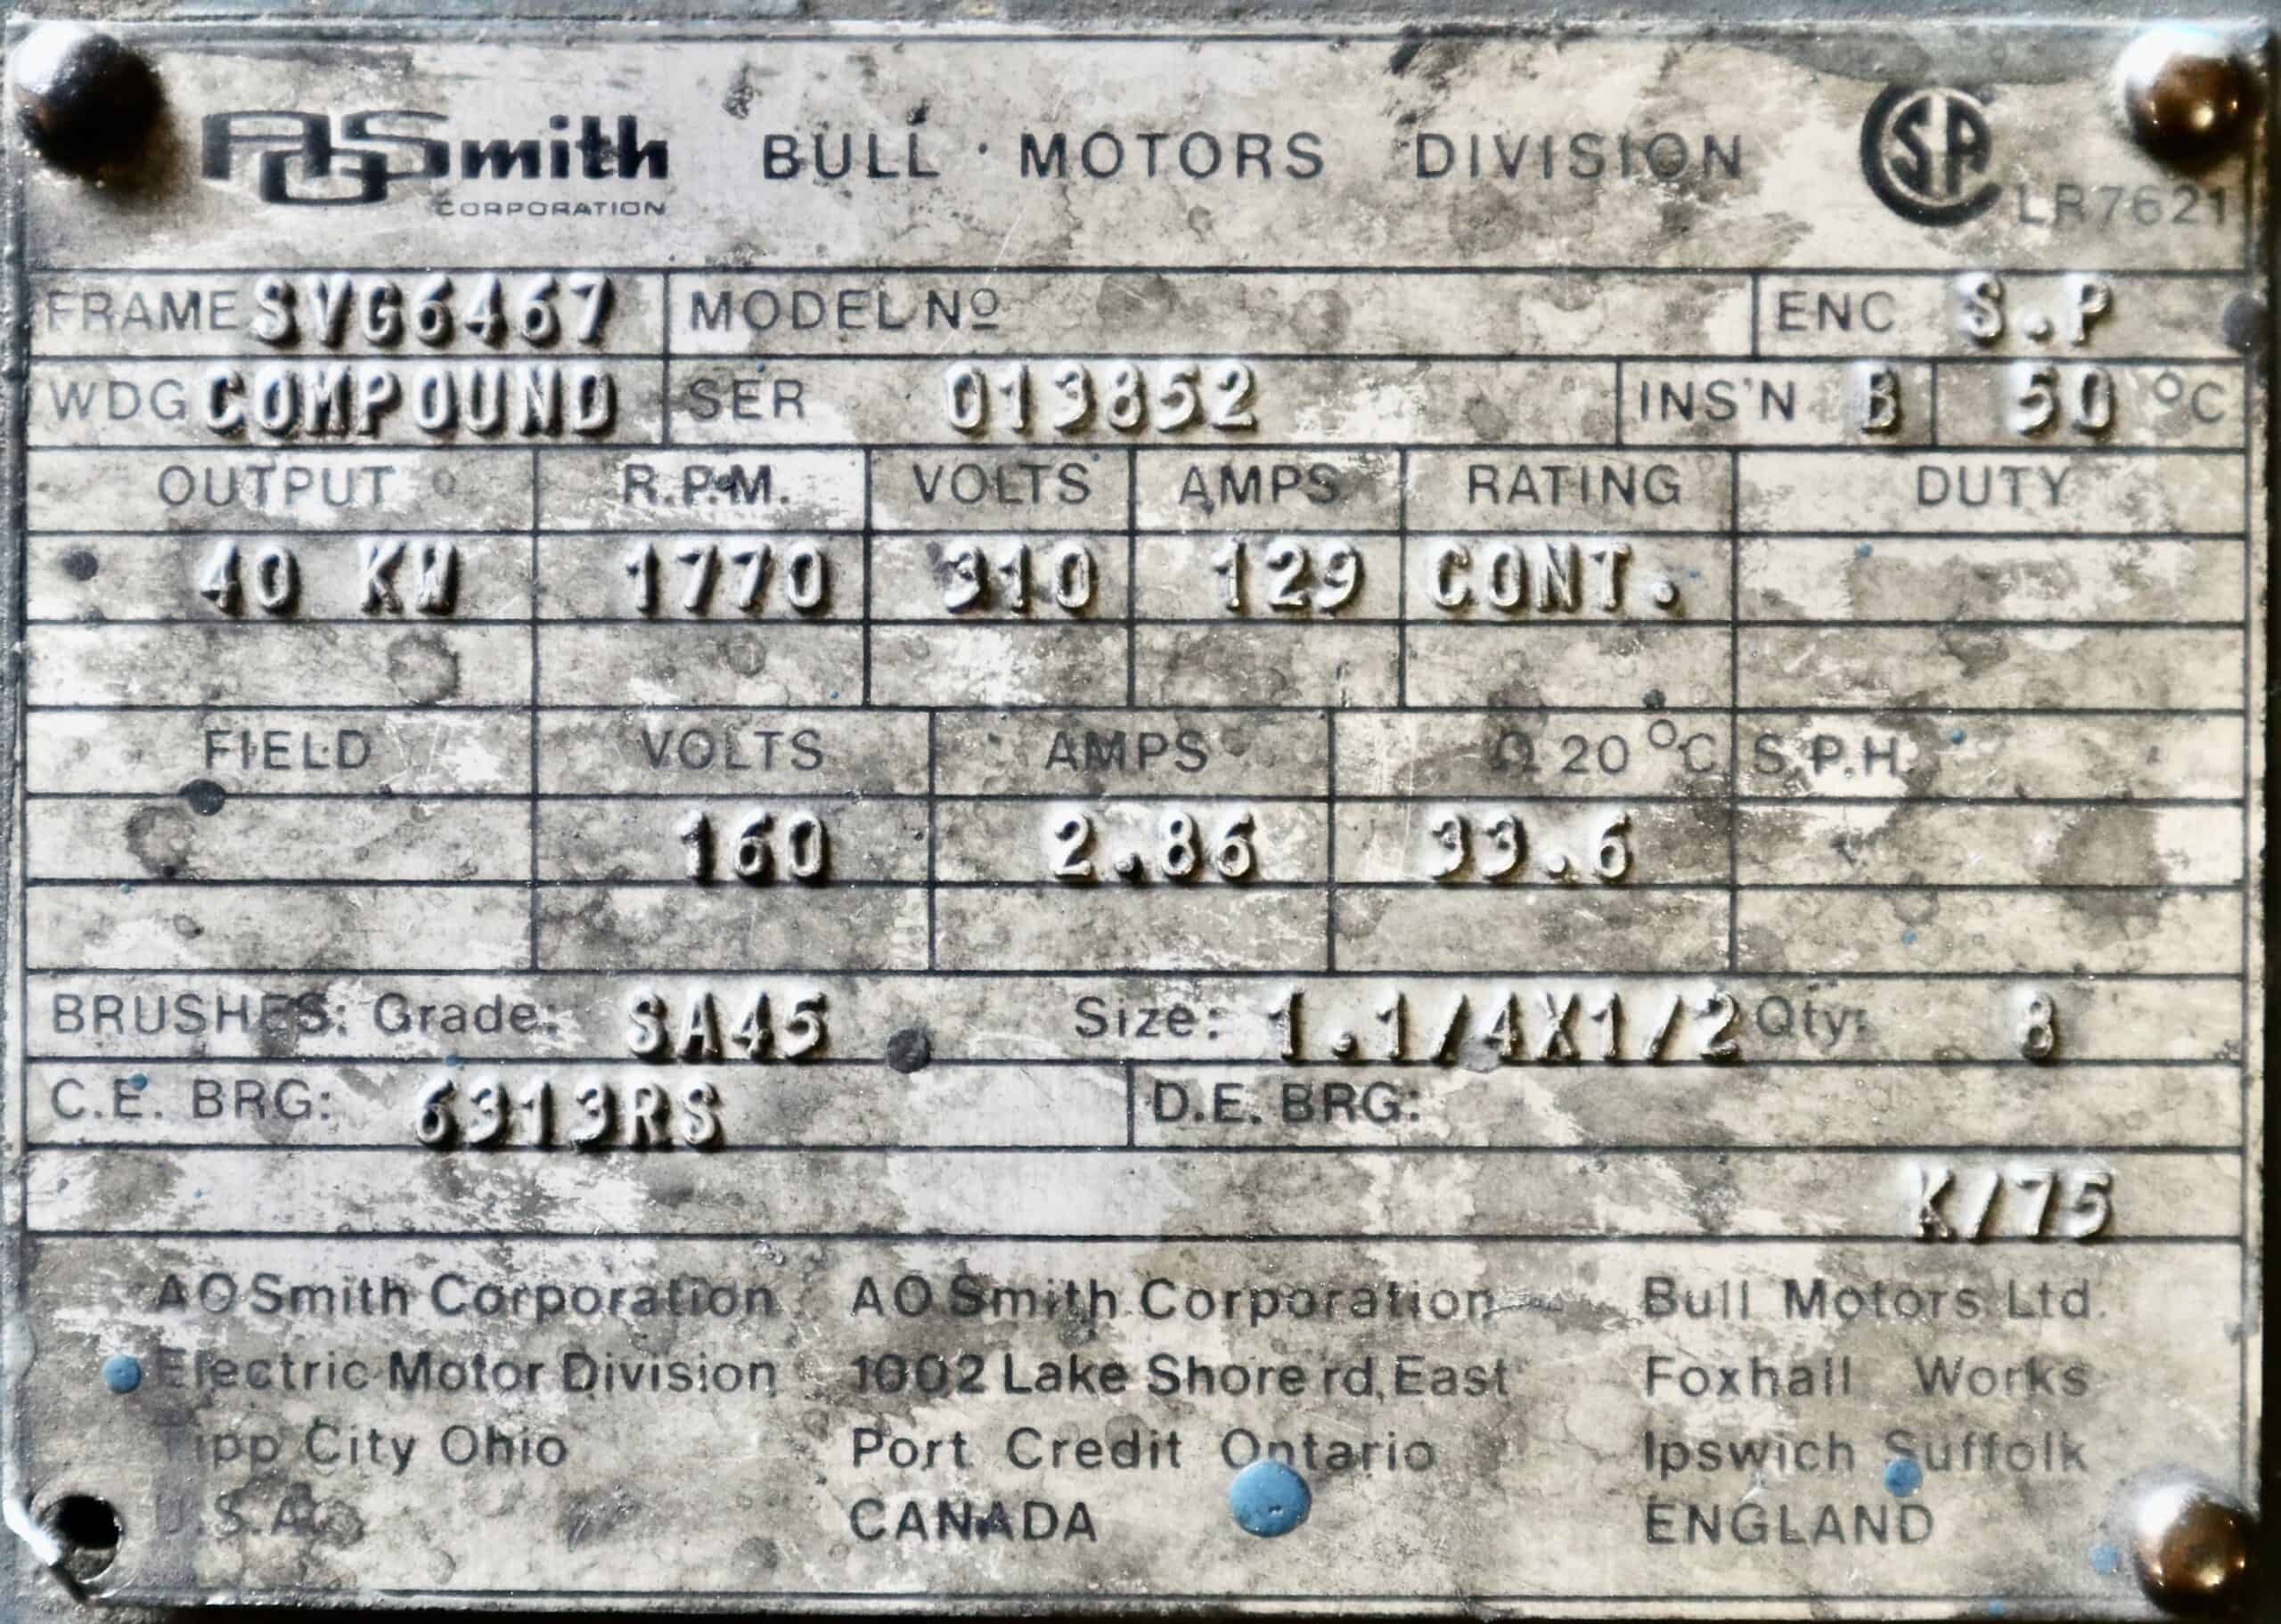 AOSmith CORPORATION BULL MOTORS DIVISION CSA LR7621
FRAME SVG6467 MODEL Nº ENC S.P
WDG COMPOUND SER 013852 INS'N B 50 °C
OUTPUT R.P.M. VOLTS AMPS RATING DUTY
40 KW 1770 310 129 CONT.
FIELD VOLTS AMPS Ω 20 °C S.P.H.
160 2.86 33.6
BRUSHES: Grade: SA45 Size: 1.1/4X1/2 Qty: 8
C.E. BRG: 6313RS D.E. BRG:
K/75
AOSmith Corporation
Electric Motor Division
Tipp City Ohio
U.S.A.
AO Smith Corporation
1002 Lake Shore rd, East
Port Credit Ontario
CANADA
Bull Motors Ltd.
Foxhall Works
Ipswich Suffolk
ENGLAND